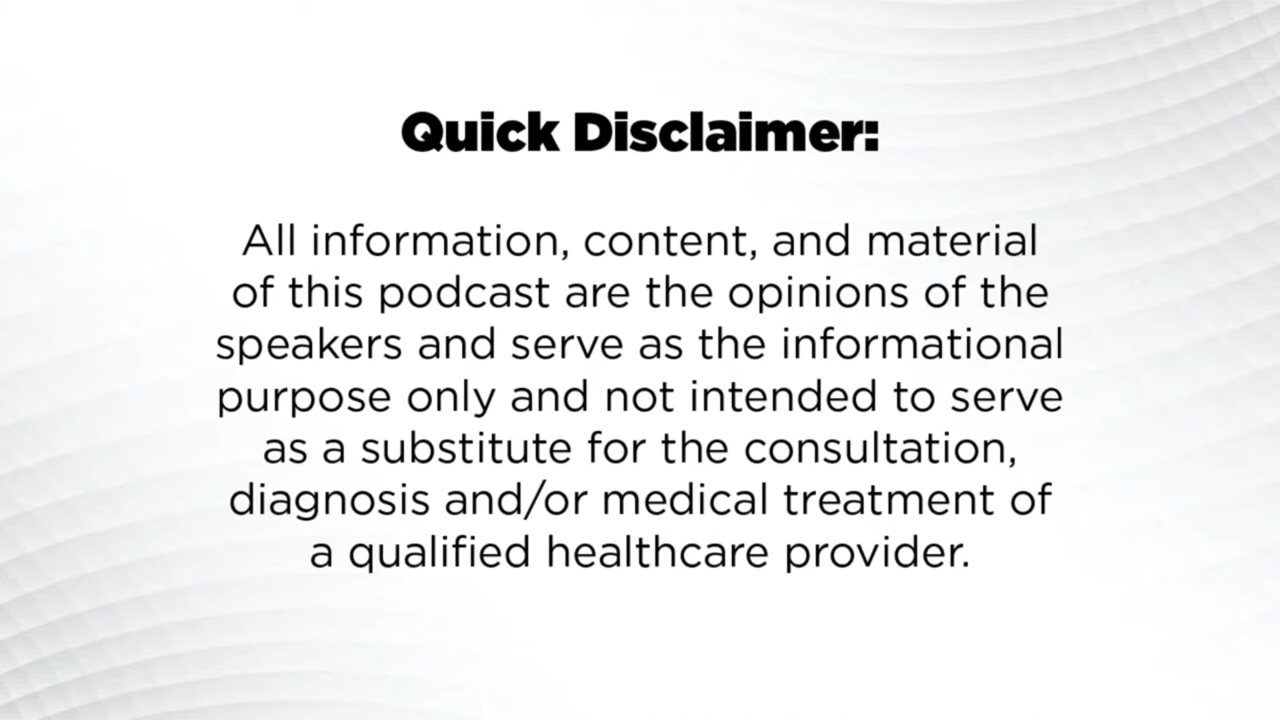 Quick Disclaimer:
All information, content, and material
of this podcast are the opinions of the
speakers and serve as the informational
purpose only and not intended to serve
as a substitute for the consultation,
diagnosis and/or medical treatment of
a qualified healthcare provider.